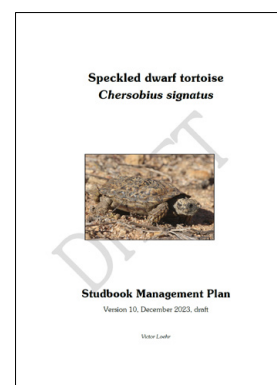 Speckled dwarf tortoise
Chersobius signatus
DRAFT
Studbook Management Plan
Version 10, December 2023, draft
Victor Loehr